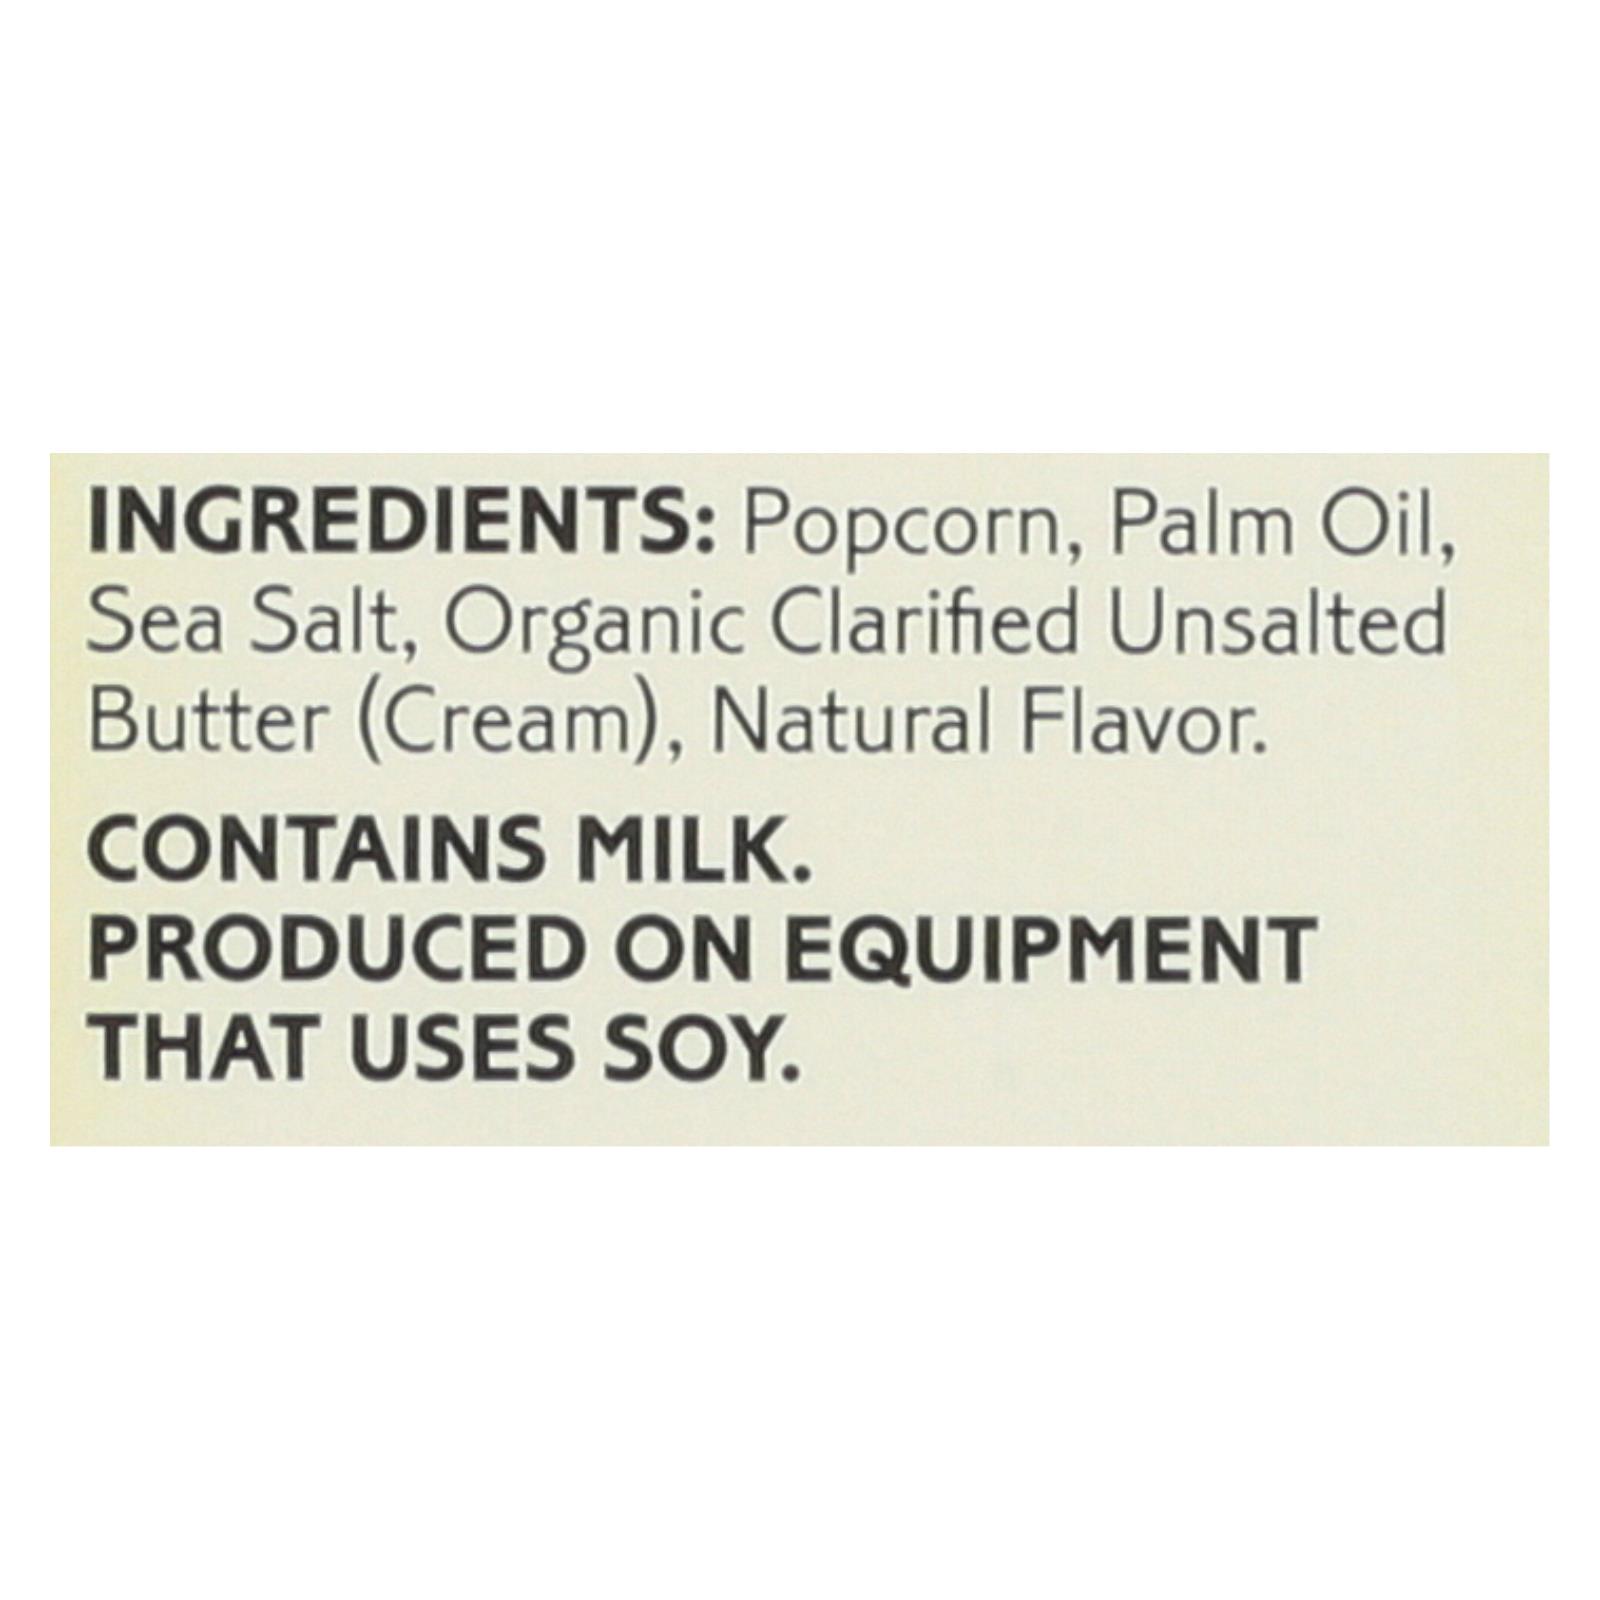 INGREDIENTS: Popcorn, Palm Oil,
Sea Salt, Organic Clarified Unsalted
Butter (Cream), Natural Flavor.
CONTAINS MILK.
PRODUCED ON EQUIPMENT
THAT USES SOY.